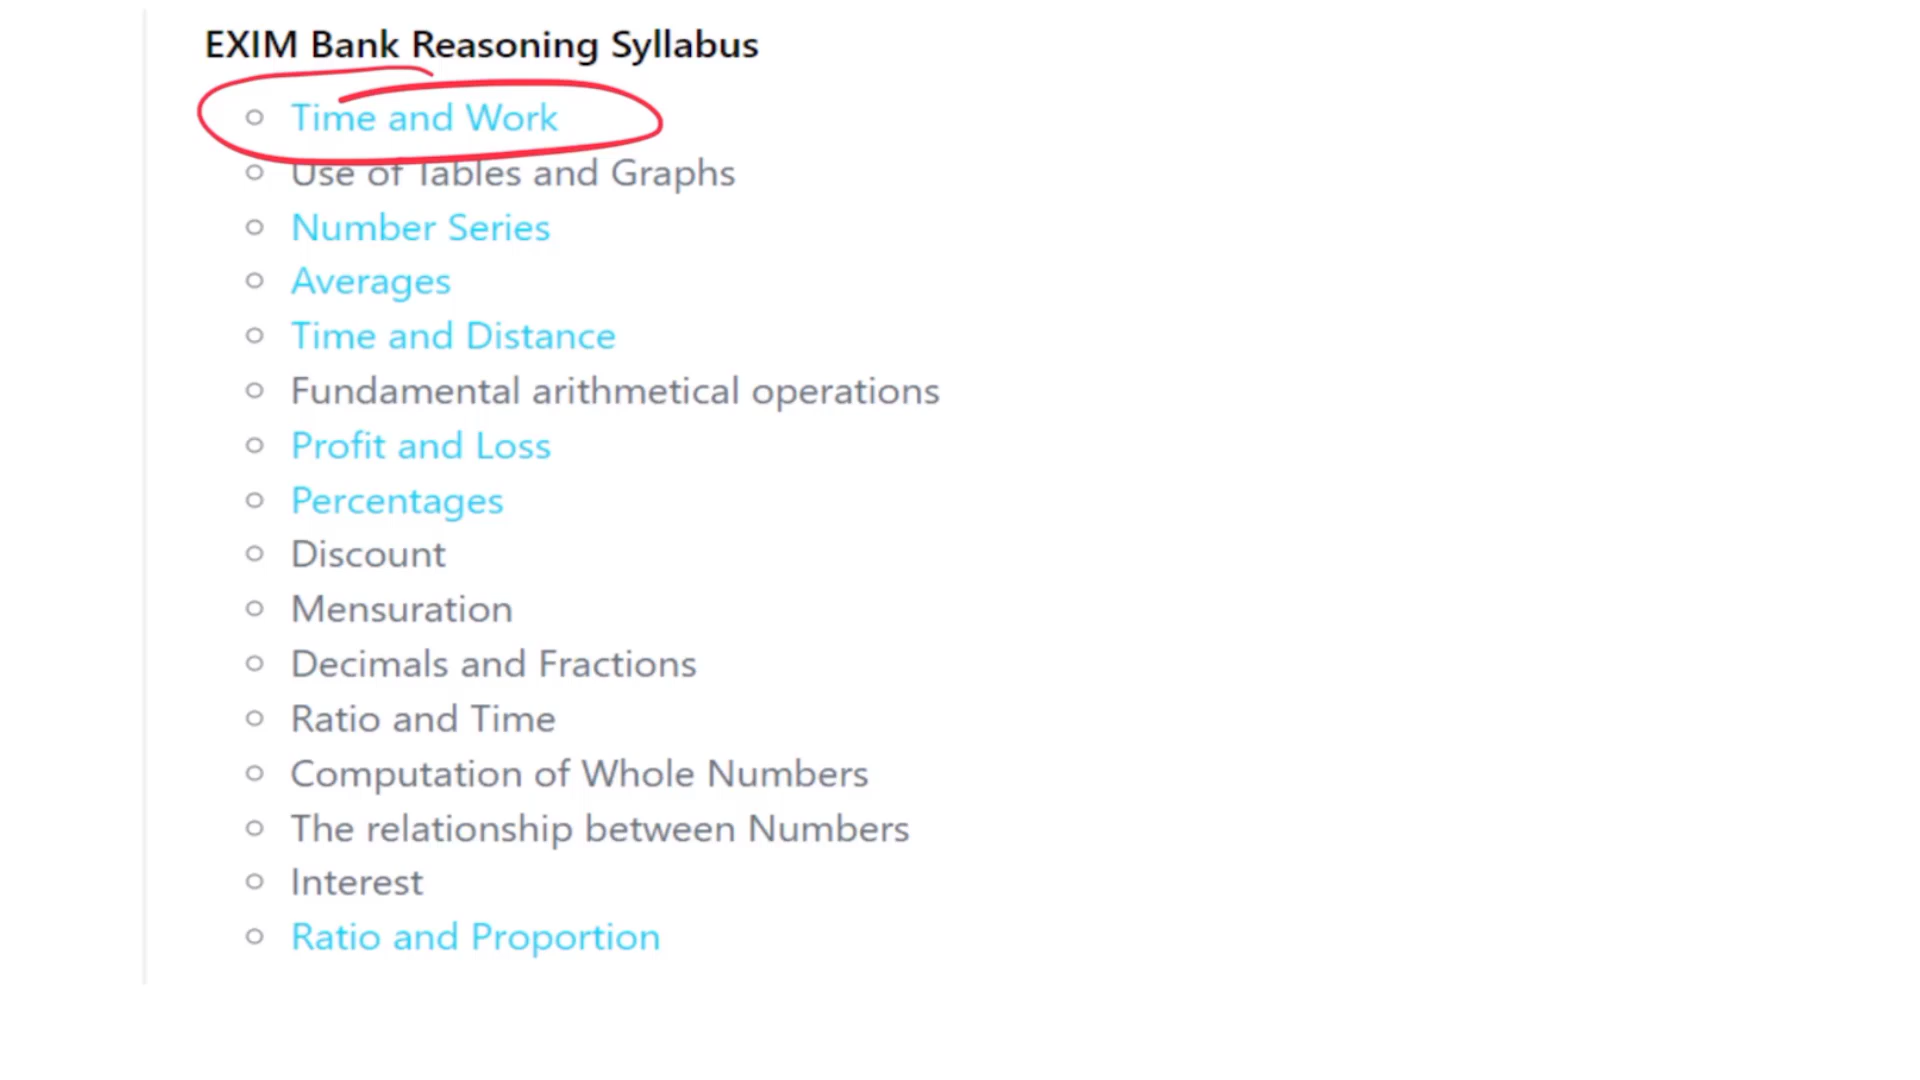 EXIM Bank Reasoning Syllabus
Time and Work
Use of Tables and Graphs
Number Series
Averages
Time and Distance
Fundamental arithmetical operations
Profit and Loss
Percentages
Discount
Mensuration
Decimals and Fractions
Ratio and Time
Computation of Whole Numbers
The relationship between Numbers
Interest
Ratio and Proportion